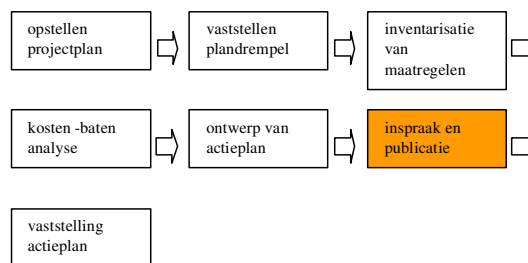 opstellen
projectplan
vaststellen
plandrempel
inventarisatie
van
maatregelen
kosten -baten
analyse
ontwerp van
actieplan
inspraak en
publicatie
vaststelling
actieplan